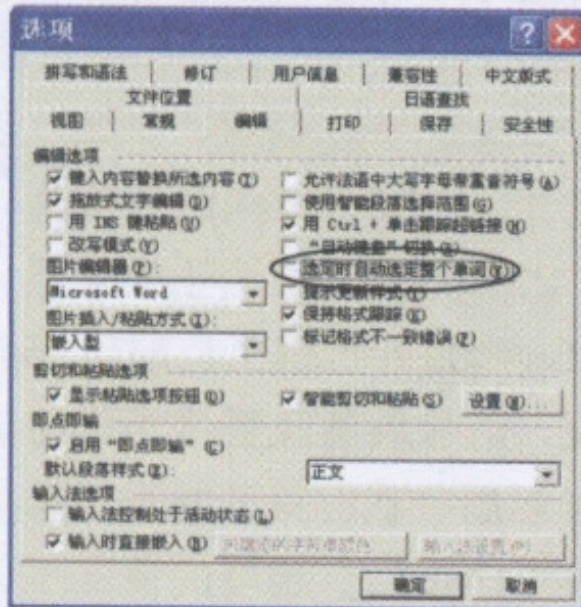 选项
拼写和语法 修订 用户信息 兼容性 中文版式
文件位置 日语查找
视图 常规 编辑 打印 保存 安全性
编辑选项
键入内容替换所选内容(T) 允许法语中大写字母带重音符号(A)
拖放式文字编辑(D) 使用智能段落选择范围(G)
用 INS 键粘贴(U) 用 Ctrl + 单击跟踪超链接(H)
改写模式(V) "自动键盘"切换(B)
图片编辑器(P): 选定时自动选定整个单词(W)
Microsoft Word 提示更新样式(Y)
图片插入/粘贴方式(I): 保持格式跟踪(E)
嵌入型 标记格式不一致错误(F)
剪切和粘贴选项
显示粘贴选项按钮(O) 智能剪切和粘贴(S) 设置(N)...
即点即输
启用"即点即输"(C)
默认段落样式(R): 正文
输入法选项
输入法控制处于活动状态(L)
输入时直接嵌入(B)
确定 取消